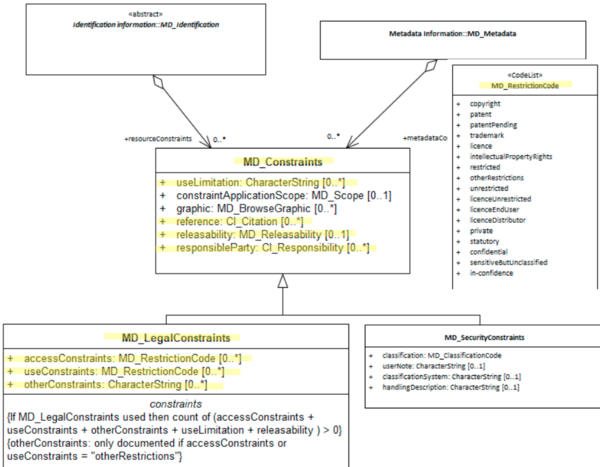 «abstract»
Identification information::MD_Identification
Metadata Information::MD_Metadata
«CodeList»
MD_RestrictionCode
+ copyright
+ patent
+ patentPending
+ trademark
+ licence
+ intellectualPropertyRights
+ restricted
+ otherRestrictions
+ unrestricted
+ licenceUnrestricted
+ licenceEndUser
+ licenceDistributor
+ private
+ statutory
+ confidential
+ sensitiveButUnclassified
+ in-confidence
+resourceConstraints 0..*
0..* +metadataCo
MD_Constraints
+ useLimitation: CharacterString [0..*]
+ constraintApplicationScope: MD_Scope [0..1]
+ graphic: MD_BrowseGraphic [0..*]
+ reference: CI_Citation [0..*]
+ releasability: MD_Releasability [0..1]
+ responsibleParty: CI_Responsibility [0..*]
MD_LegalConstraints
+ accessConstraints: MD_RestrictionCode [0..*]
+ useConstraints: MD_RestrictionCode [0..*]
+ otherConstraints: CharacterString [0..*]
constraints
{If MD_LegalConstraints used then count of (accessConstraints +
useConstraints + otherConstraints + useLimitation + releasability ) > 0}
{otherConstraints: only documented if accessConstraints or
useConstraints = "otherRestrictions"}
MD_SecurityConstraints
+ classification: MD_ClassificationCode
+ userNote: CharacterString [0..1]
+ classificationSystem: CharacterString [0..1]
+ handlingDescription: CharacterString [0..1]